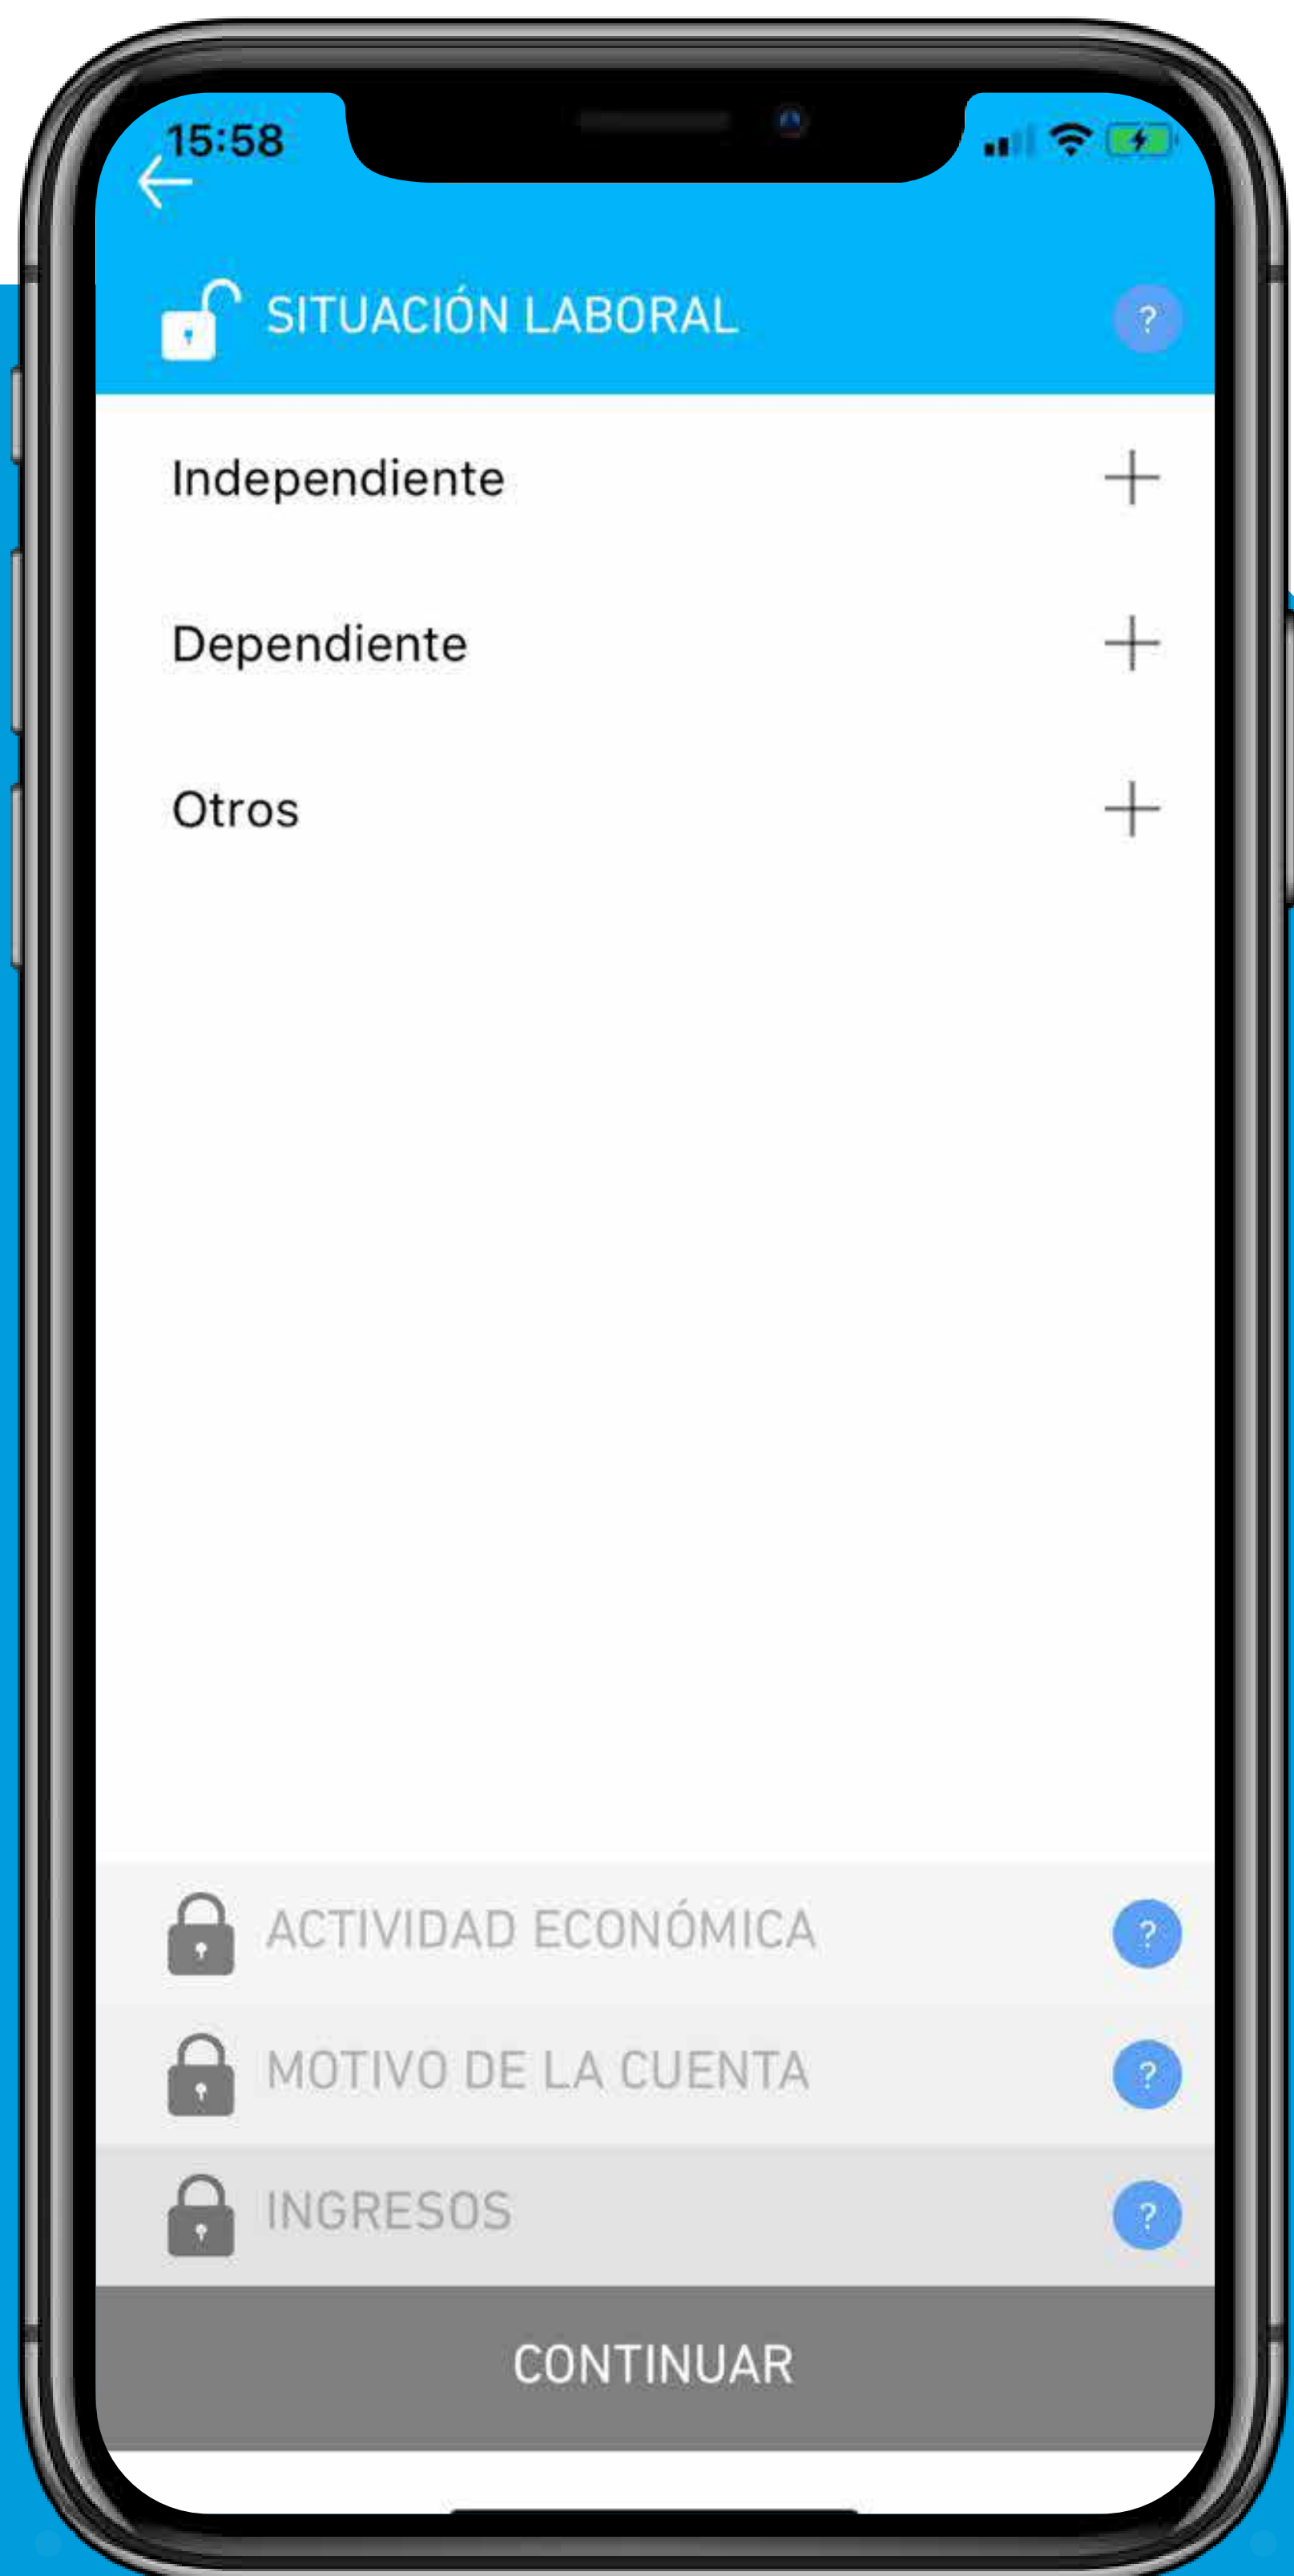 15:58
SITUACIÓN LABORAL
?
Independiente
Dependiente
Otros
ACTIVIDAD ECONÓMICA
?
MOTIVO DE LA CUENTA
?
INGRESOS
?
CONTINUAR